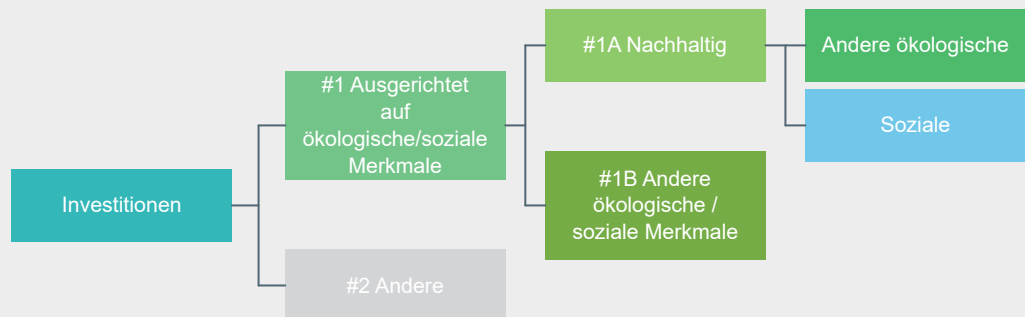 Investitionen
#1 Ausgerichtet
auf
ökologische/soziale
Merkmale
#2 Andere
#1A Nachhaltig
#1B Andere
ökologische /
soziale Merkmale
Andere ökologische
Soziale